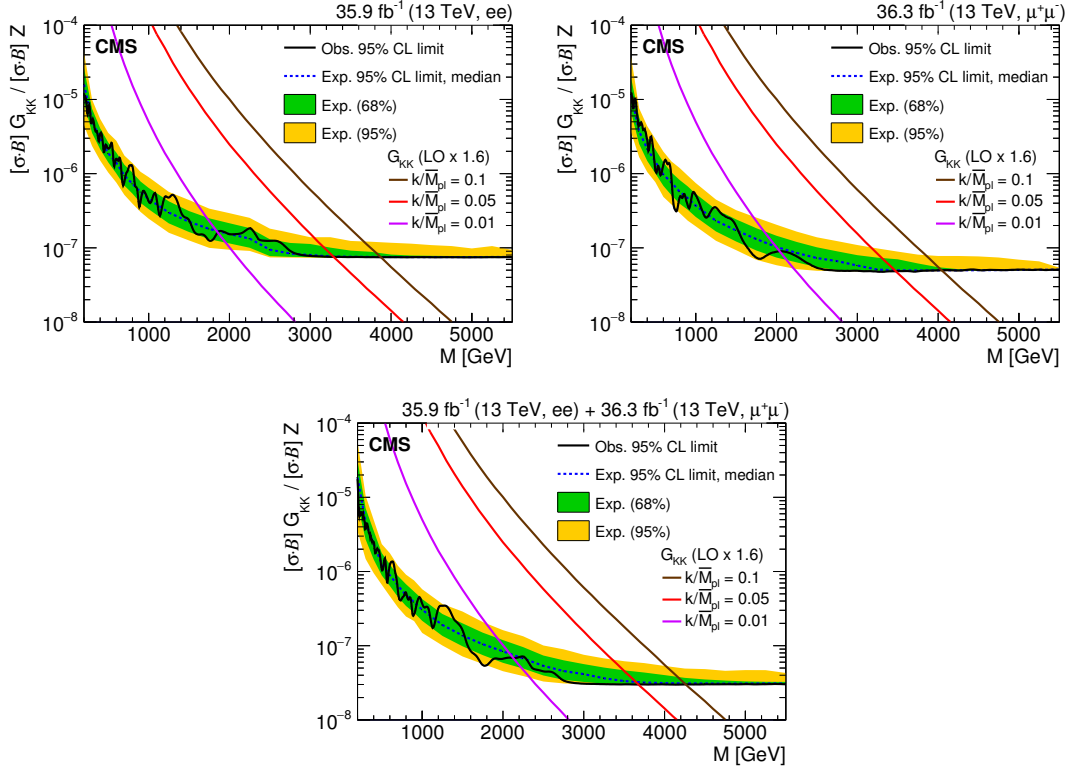 35.9 fb⁻¹ (13 TeV, ee)
CMS
Obs. 95% CL limit
Exp. 95% CL limit, median
Exp. (68%)
Exp. (95%)
G_KK (LO x 1.6)
k/M̅_pl = 0.1
k/M̅_pl = 0.05
k/M̅_pl = 0.01
[σ·B] G_KK / [σ·B] Z
10⁻⁴
10⁻⁵
10⁻⁶
10⁻⁷
10⁻⁸
1000 2000 3000 4000 5000
M [GeV]
36.3 fb⁻¹ (13 TeV, μ⁺μ⁻)
CMS
Obs. 95% CL limit
Exp. 95% CL limit, median
Exp. (68%)
Exp. (95%)
G_KK (LO x 1.6)
k/M̅_pl = 0.1
k/M̅_pl = 0.05
k/M̅_pl = 0.01
[σ·B] G_KK / [σ·B] Z
10⁻⁴
10⁻⁵
10⁻⁶
10⁻⁷
10⁻⁸
1000 2000 3000 4000 5000
M [GeV]
35.9 fb⁻¹ (13 TeV, ee) + 36.3 fb⁻¹ (13 TeV, μ⁺μ⁻)
CMS
Obs. 95% CL limit
Exp. 95% CL limit, median
Exp. (68%)
Exp. (95%)
G_KK (LO x 1.6)
k/M̅_pl = 0.1
k/M̅_pl = 0.05
k/M̅_pl = 0.01
[σ·B] G_KK / [σ·B] Z
10⁻⁴
10⁻⁵
10⁻⁶
10⁻⁷
10⁻⁸
1000 2000 3000 4000 5000
M [GeV]